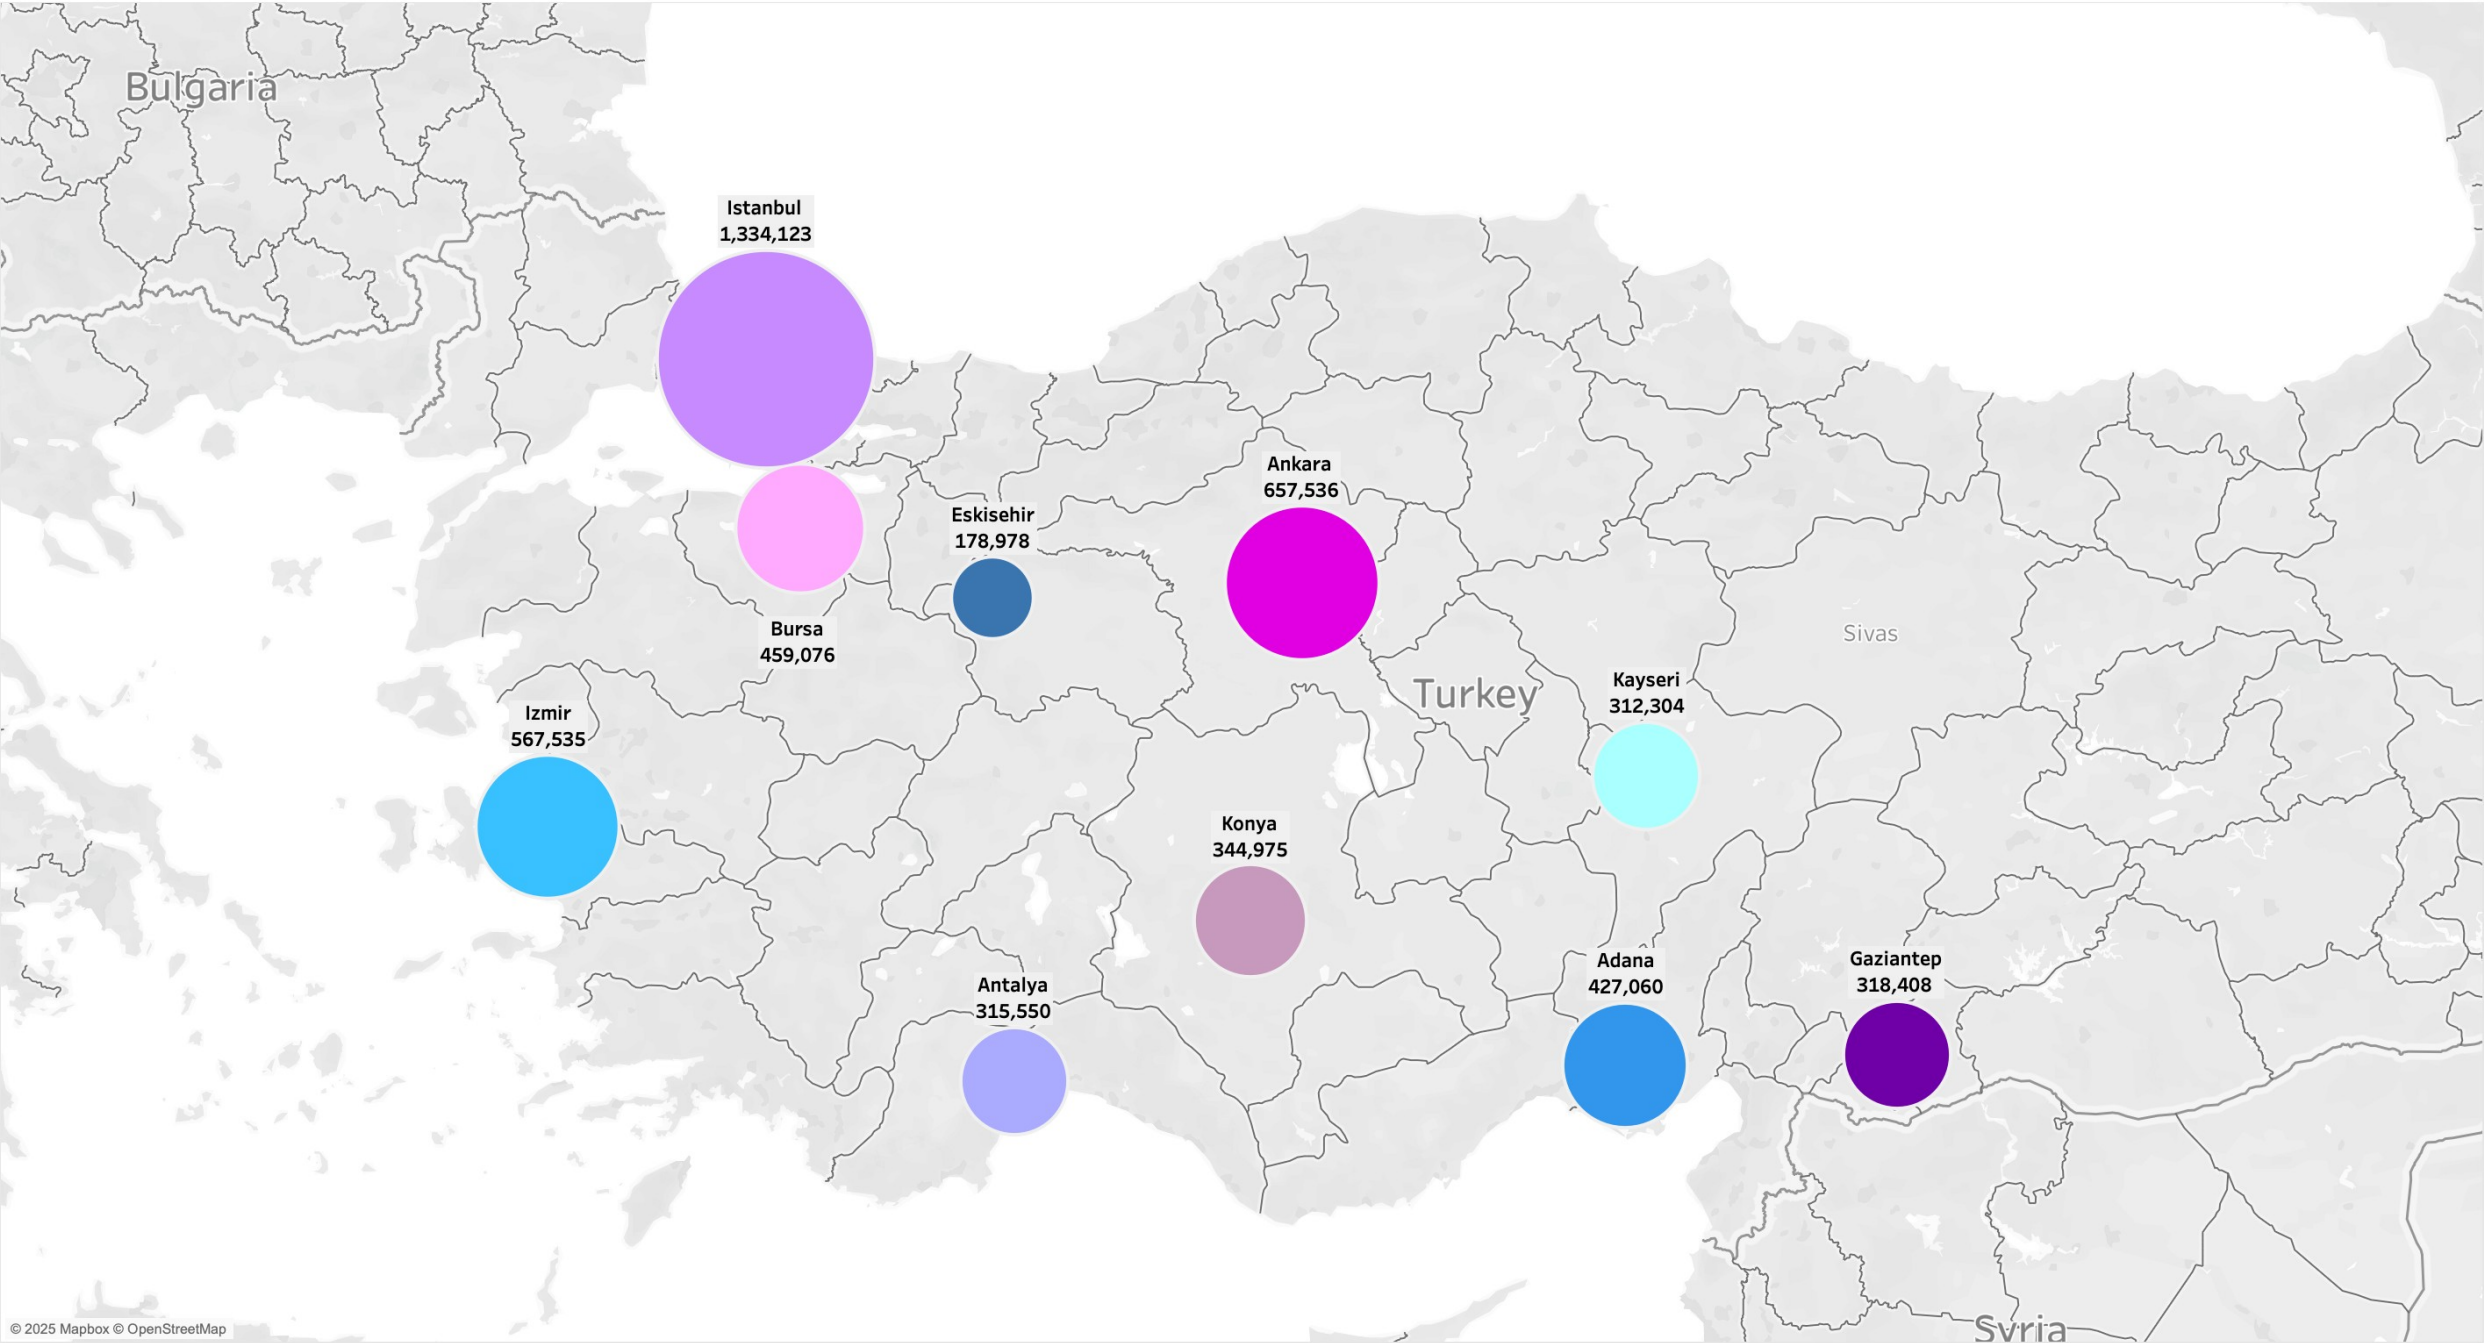 Bulgaria
Istanbul
1,334,123
Ankara
657,536
Eskisehir
178,978
Bursa
459,076
Sivas
Turkey
Kayseri
312,304
Izmir
567,535
Konya
344,975
Adana
427,060
Gaziantep
318,408
Antalya
315,550
Syria
© 2025 Mapbox © OpenStreetMap